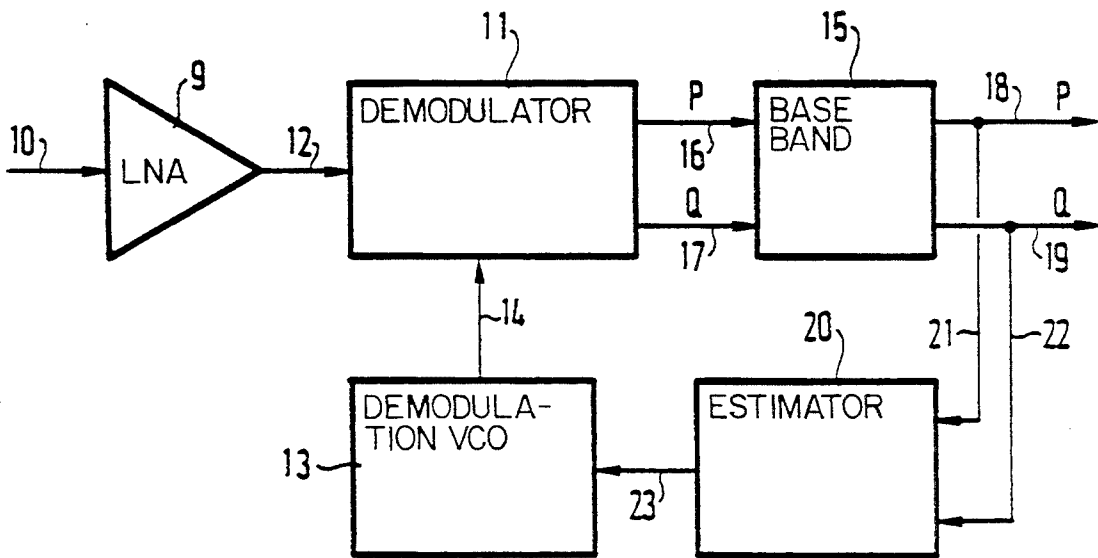 11
15
9
DEMODULATOR
P
BASE
BAND
18
P
10
LNA
12
16
Q
17
Q
19
14
20
21
22
DEMODULA-
TION VCO
ESTIMATOR
13
23